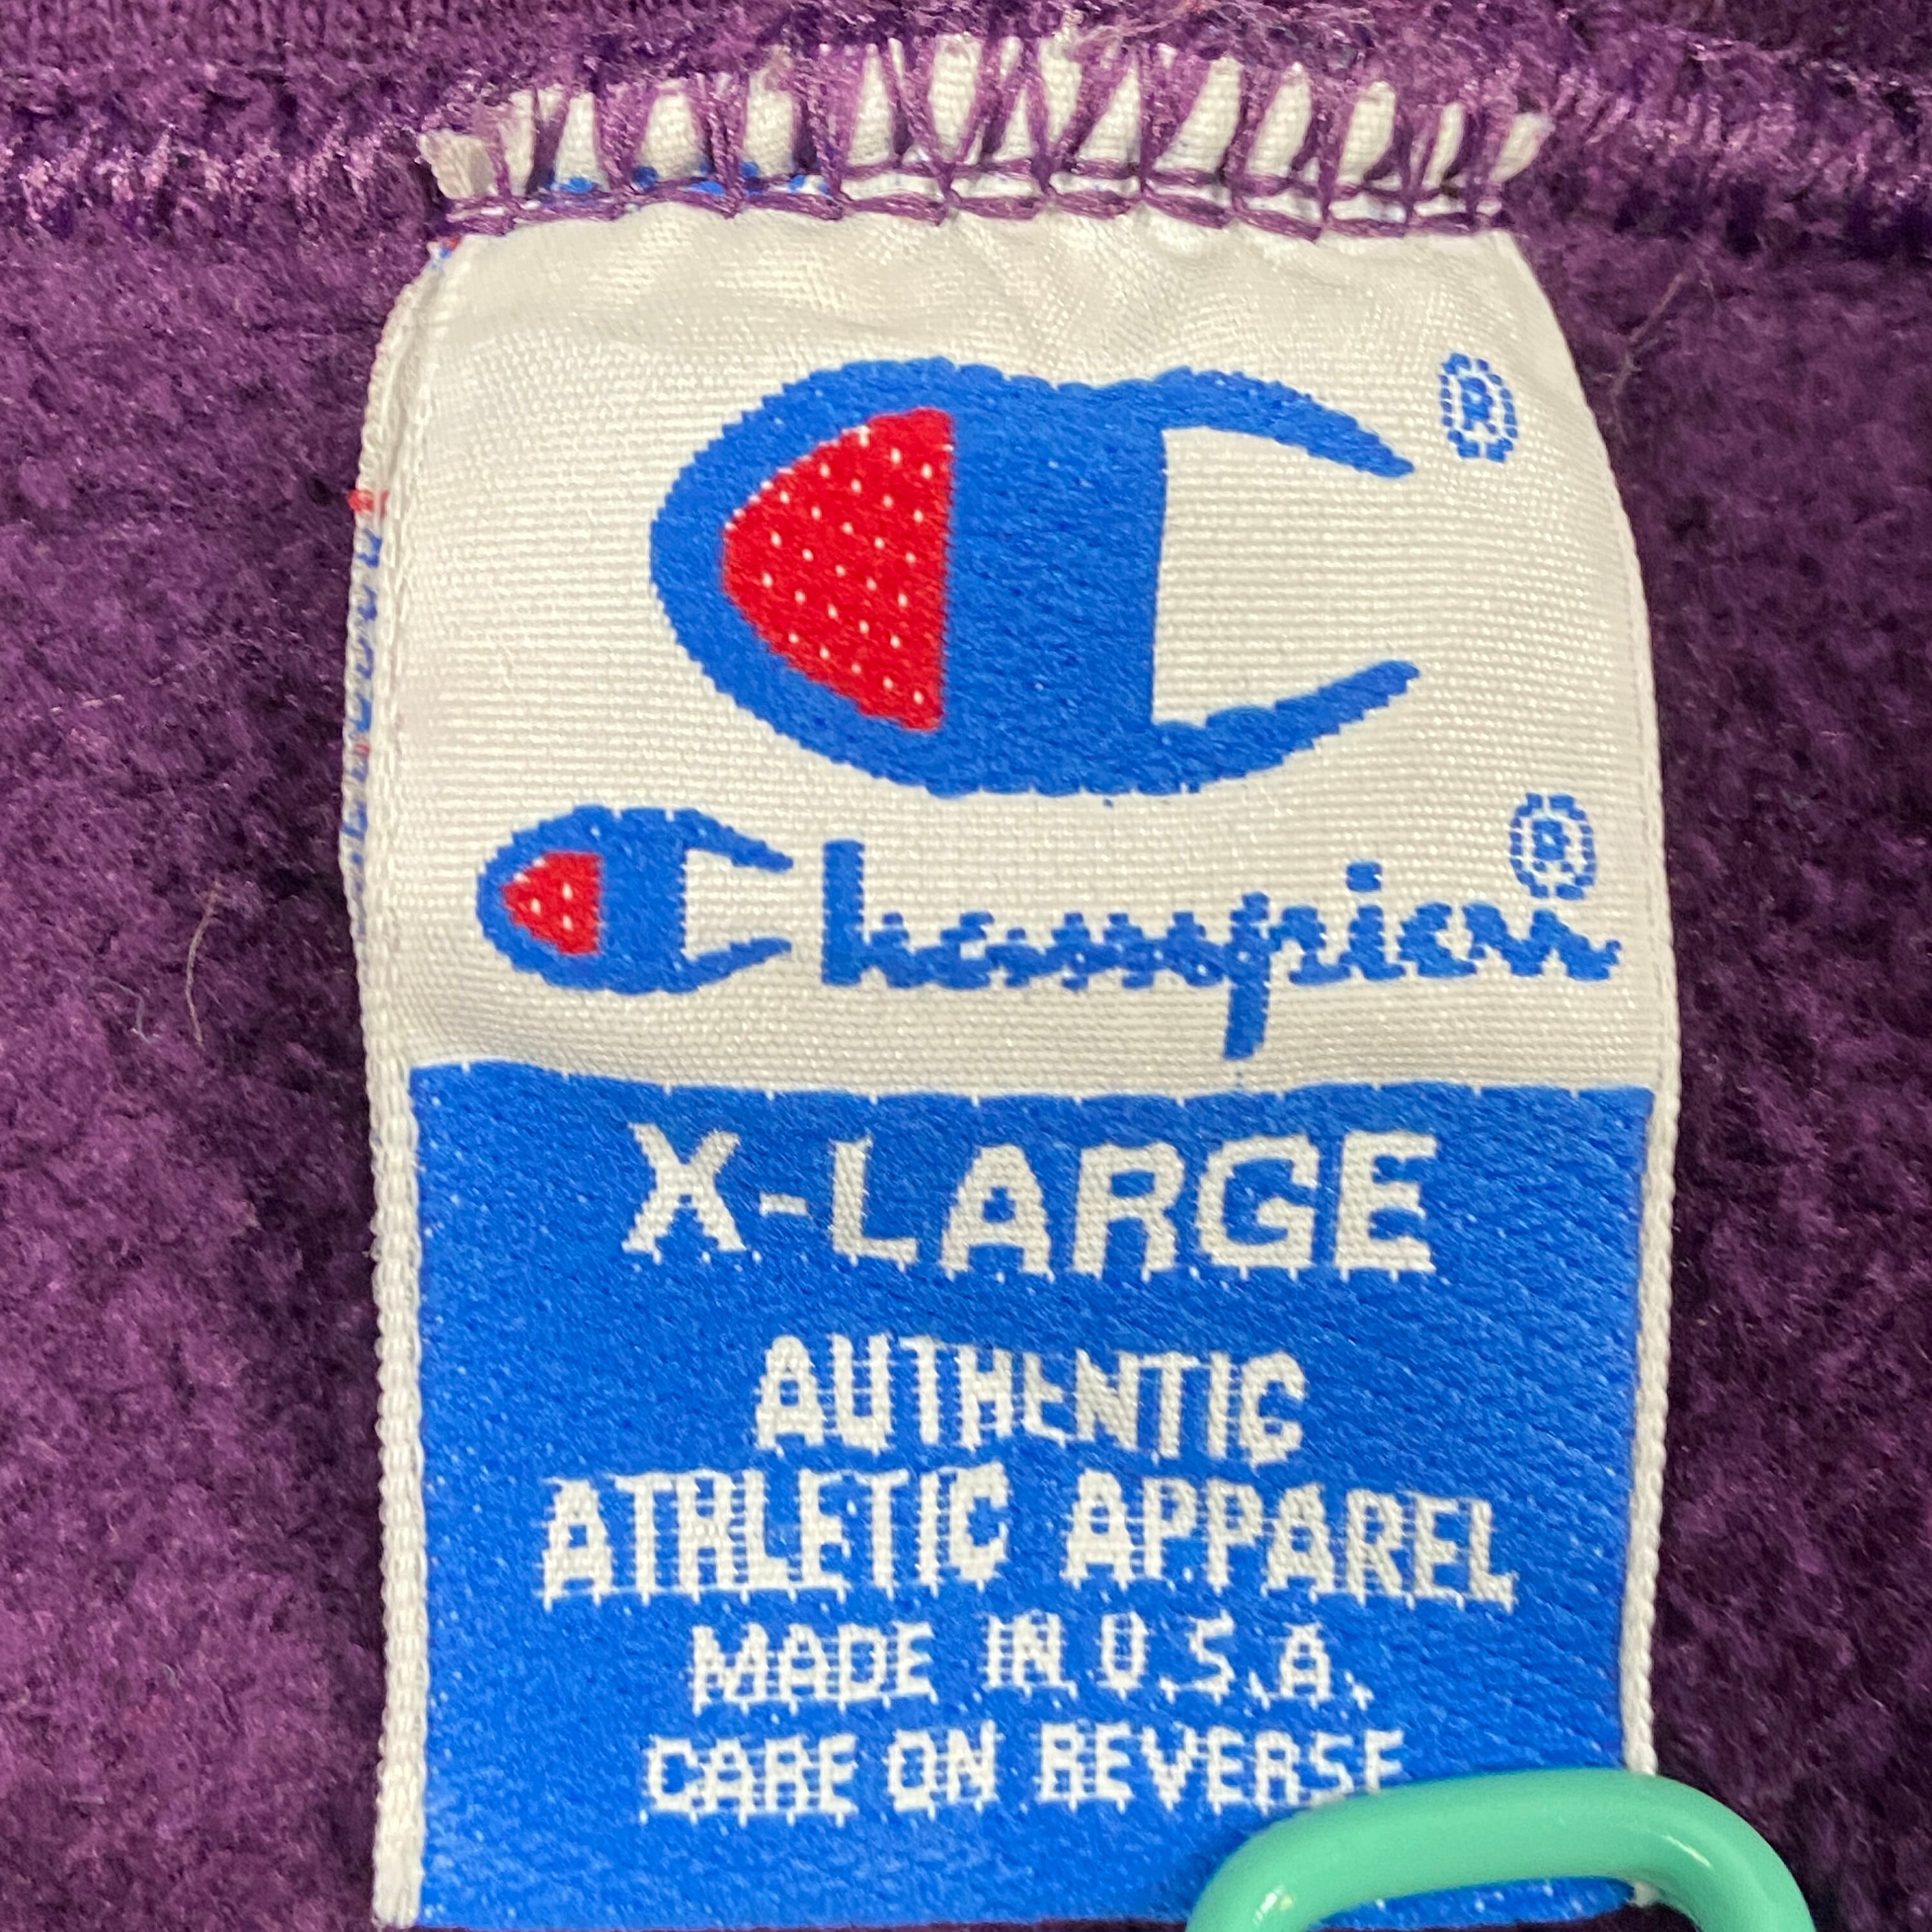 ®
Champion®
X-LARGE
AUTHENTIC
ATHLETIC APPAREL
MADE IN U.S.A.
CARE ON REVERSE